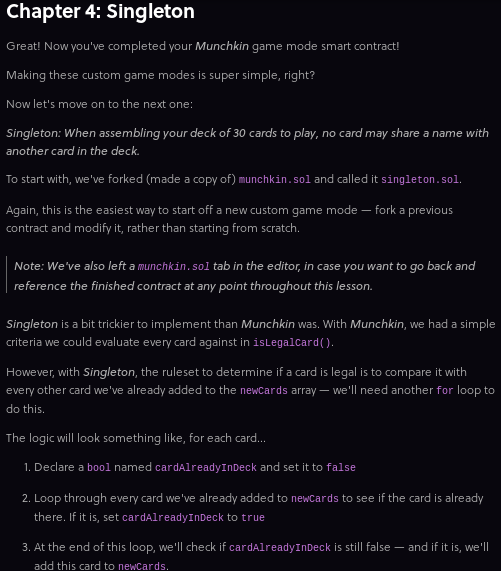 Chapter 4: Singleton
Great! Now you've completed your Munchkin game mode smart contract!
Making these custom game modes is super simple, right?
Now let's move on to the next one:
Singleton: When assembling your deck of 30 cards to play, no card may share a name with
another card in the deck.
To start with, we've forked (made a copy of) munchkin.sol and called it singleton.sol.
Again, this is the easiest way to start off a new custom game mode — fork a previous
contract and modify it, rather than starting from scratch.
Note: We've also left a munchkin.sol tab in the editor, in case you want to go back and
reference the finished contract at any point throughout this lesson.
Singleton is a bit trickier to implement than Munchkin was. With Munchkin, we had a simple
criteria we could evaluate every card against in isLegalCard().
However, with Singleton, the ruleset to determine if a card is legal is to compare it with
every other card we've already added to the newCards array — we'll need another for loop to
do this.
The logic will look something like, for each card...
1. Declare a bool named cardAlreadyInDeck and set it to false
2. Loop through every card we've already added to newCards to see if the card is already
there. If it is, set cardAlreadyInDeck to true
3. At the end of this loop, we'll check if cardAlreadyInDeck is still false — and if it is, we'll
add this card to newCards.